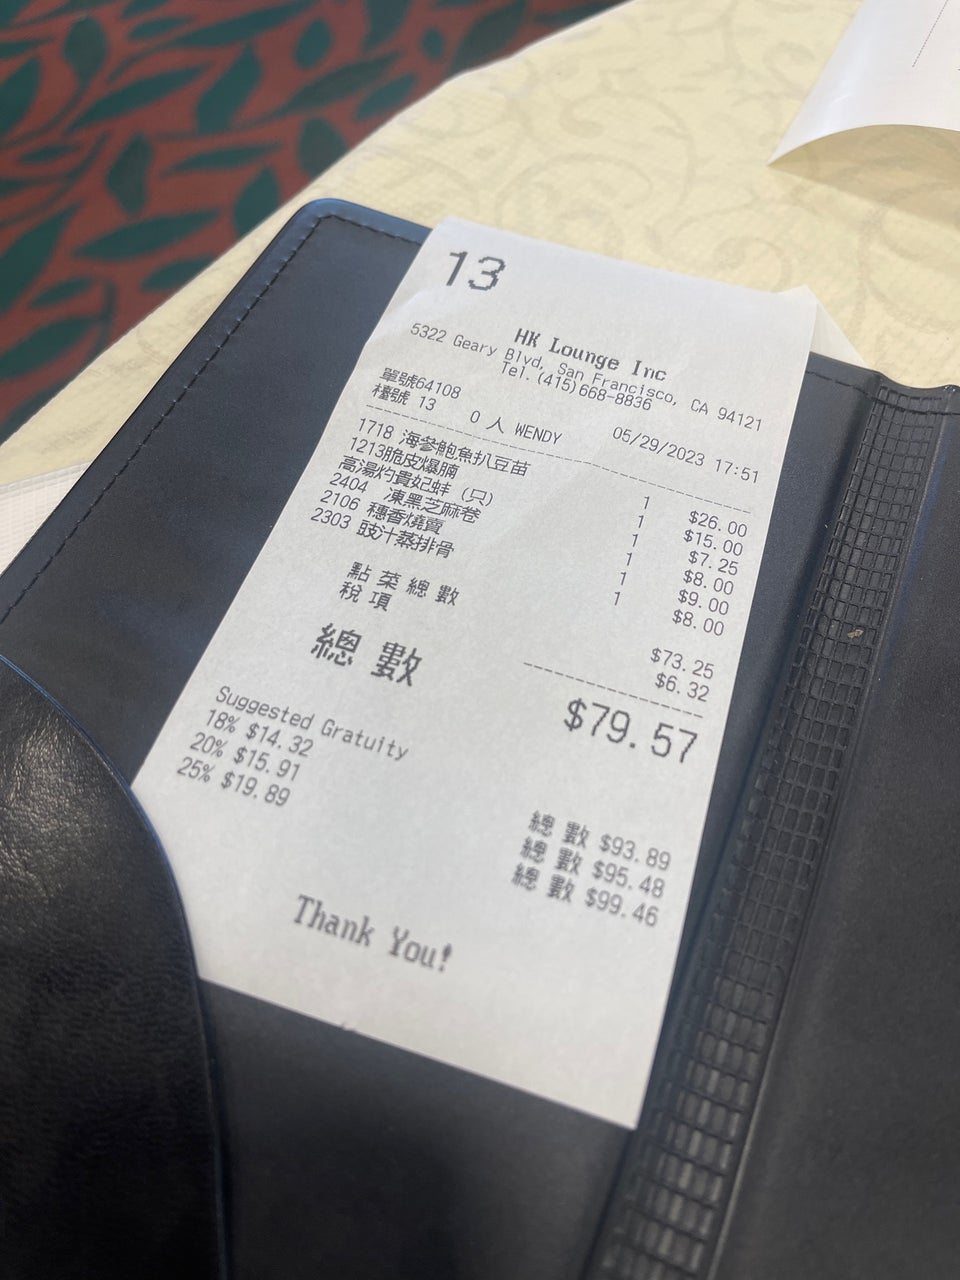 13
HK Lounge Inc
5322 Geary Blvd, San Francisco, CA 94121
Tel.(415)668-8836
單號64108
檯號 13 0 人 WENDY 05/29/2023 17:51
1718 海參鮑魚扒豆苗 1 $26.00
1213脆皮爆腩 1 $15.00
高湯灼貴妃蚌 (只) 1 $7.25
2404 凍黑芝麻卷 1 $8.00
2106 穗香燒賣 1 $9.00
2303 豉汁蒸排骨 $8.00
點菜總數 $73.25
稅項 $6.32
總數 $79.57
Suggested Gratuity
18% $14.32 總數 $93.89
20% $15.91 總數 $95.48
25% $19.89 總數 $99.46
Thank You!